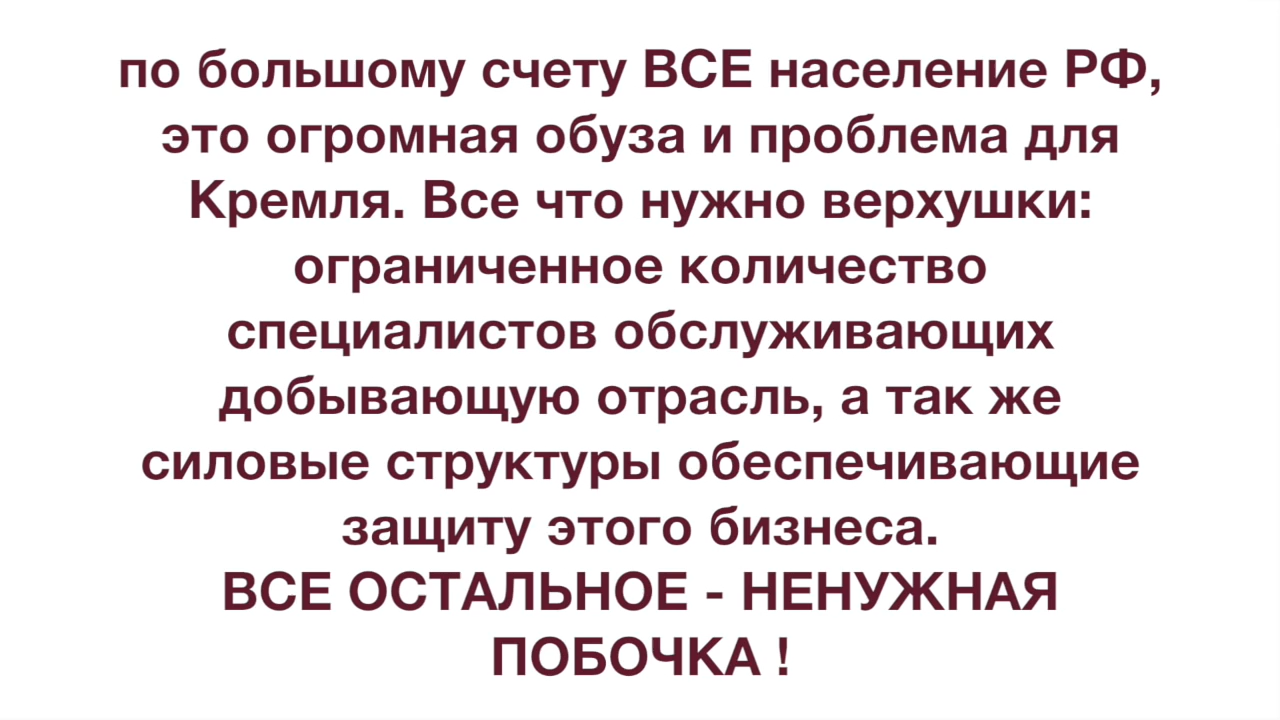 по большому счету ВСЕ население РФ,
это огромная обуза и проблема для
Кремля. Все что нужно верхушки:
ограниченное количество
специалистов обслуживающих
добывающую отрасль, а так же
силовые структуры обеспечивающие
защиту этого бизнеса.
ВСЕ ОСТАЛЬНОЕ - НЕНУЖНАЯ
ПОБОЧКА !